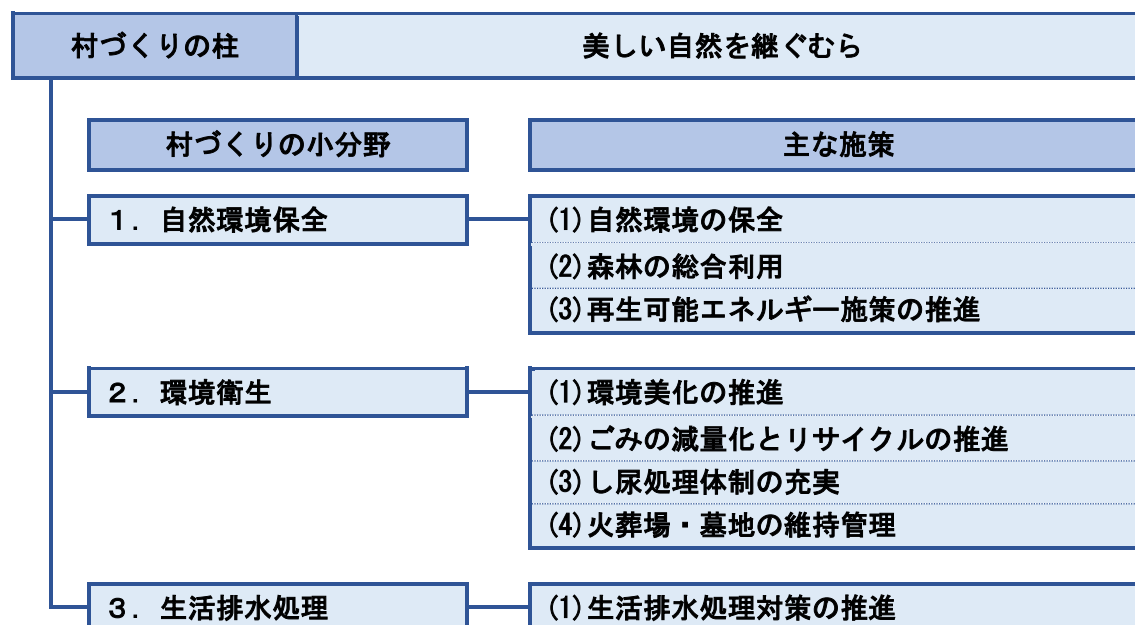 村づくりの柱
美しい自然を継ぐむら
村づくりの小分野
主な施策
１．自然環境保全
(1)自然環境の保全
(2)森林の総合利用
(3)再生可能エネルギー施策の推進
２．環境衛生
(1)環境美化の推進
(2)ごみの減量化とリサイクルの推進
(3)し尿処理体制の充実
(4)火葬場・墓地の維持管理
３．生活排水処理
(1)生活排水処理対策の推進